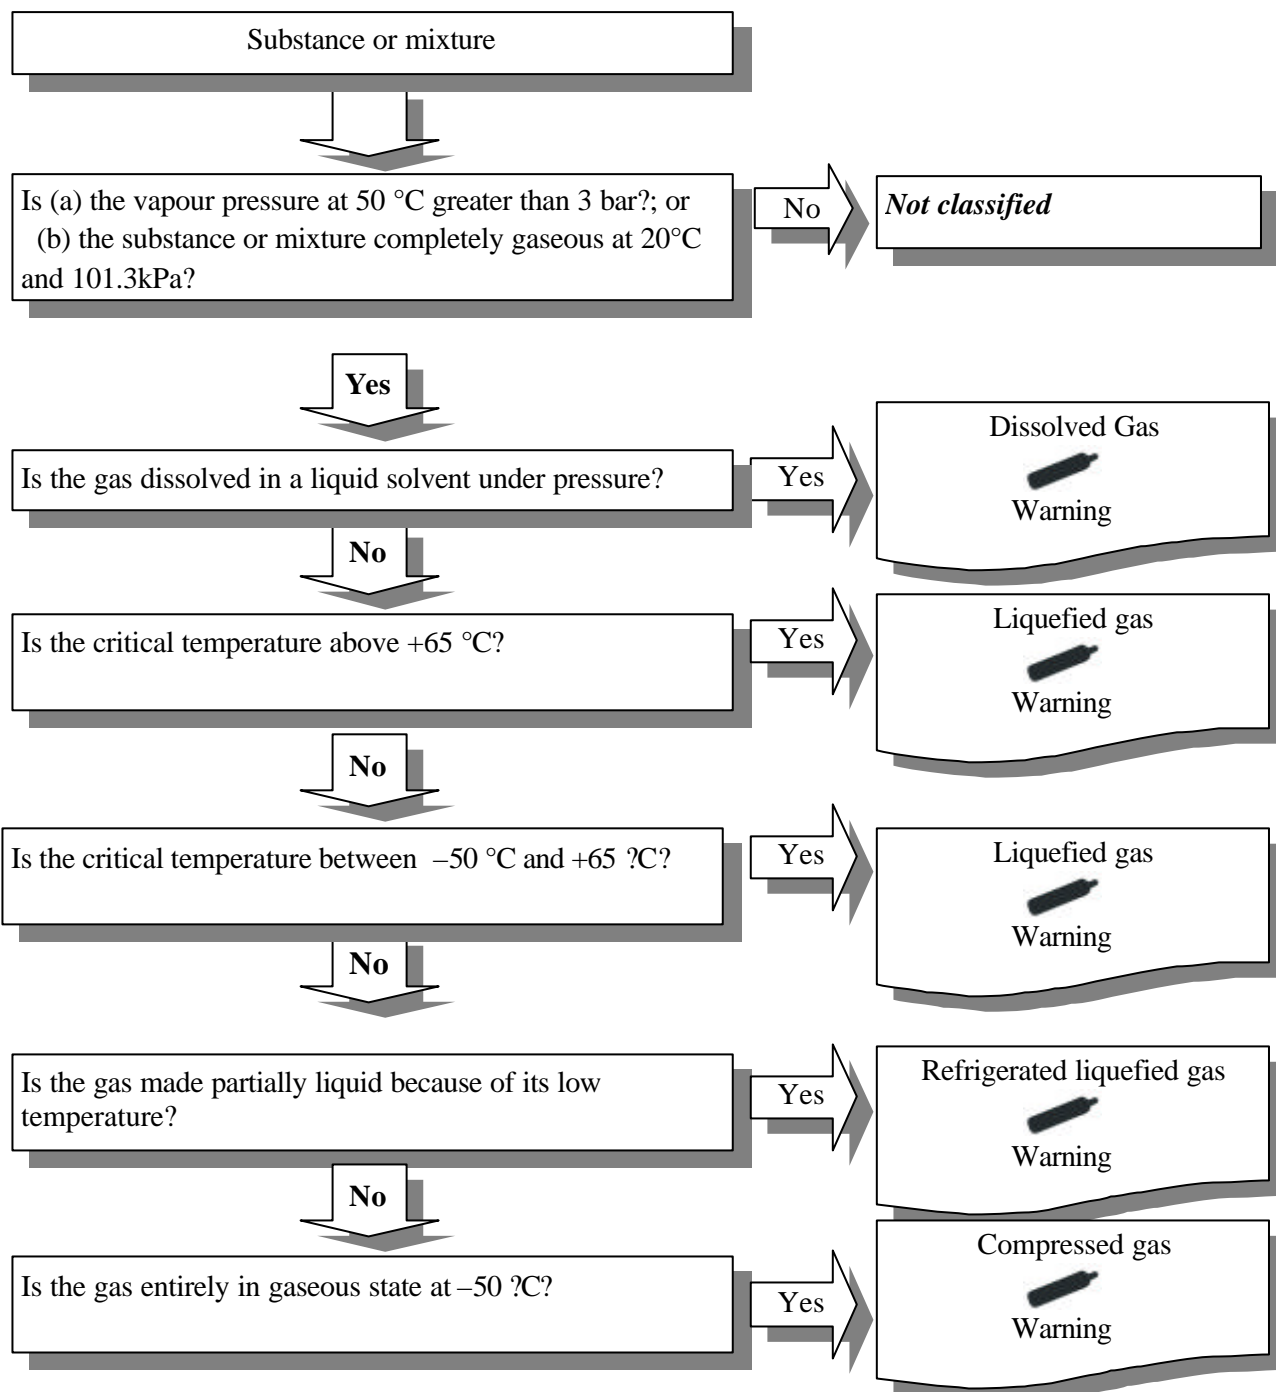 Substance or mixture
Is (a) the vapour pressure at 50 °C greater than 3 bar?; or
(b) the substance or mixture completely gaseous at 20°C
and 101.3kPa?
No
Not classified
Yes
Is the gas dissolved in a liquid solvent under pressure?
Yes
Dissolved Gas
Warning
No
Is the critical temperature above +65 °C?
Yes
Liquefied gas
Warning
No
Is the critical temperature between –50 °C and +65 ?C?
Yes
Liquefied gas
Warning
No
Is the gas made partially liquid because of its low
temperature?
Yes
Refrigerated liquefied gas
Warning
No
Is the gas entirely in gaseous state at –50 ?C?
Yes
Compressed gas
Warning